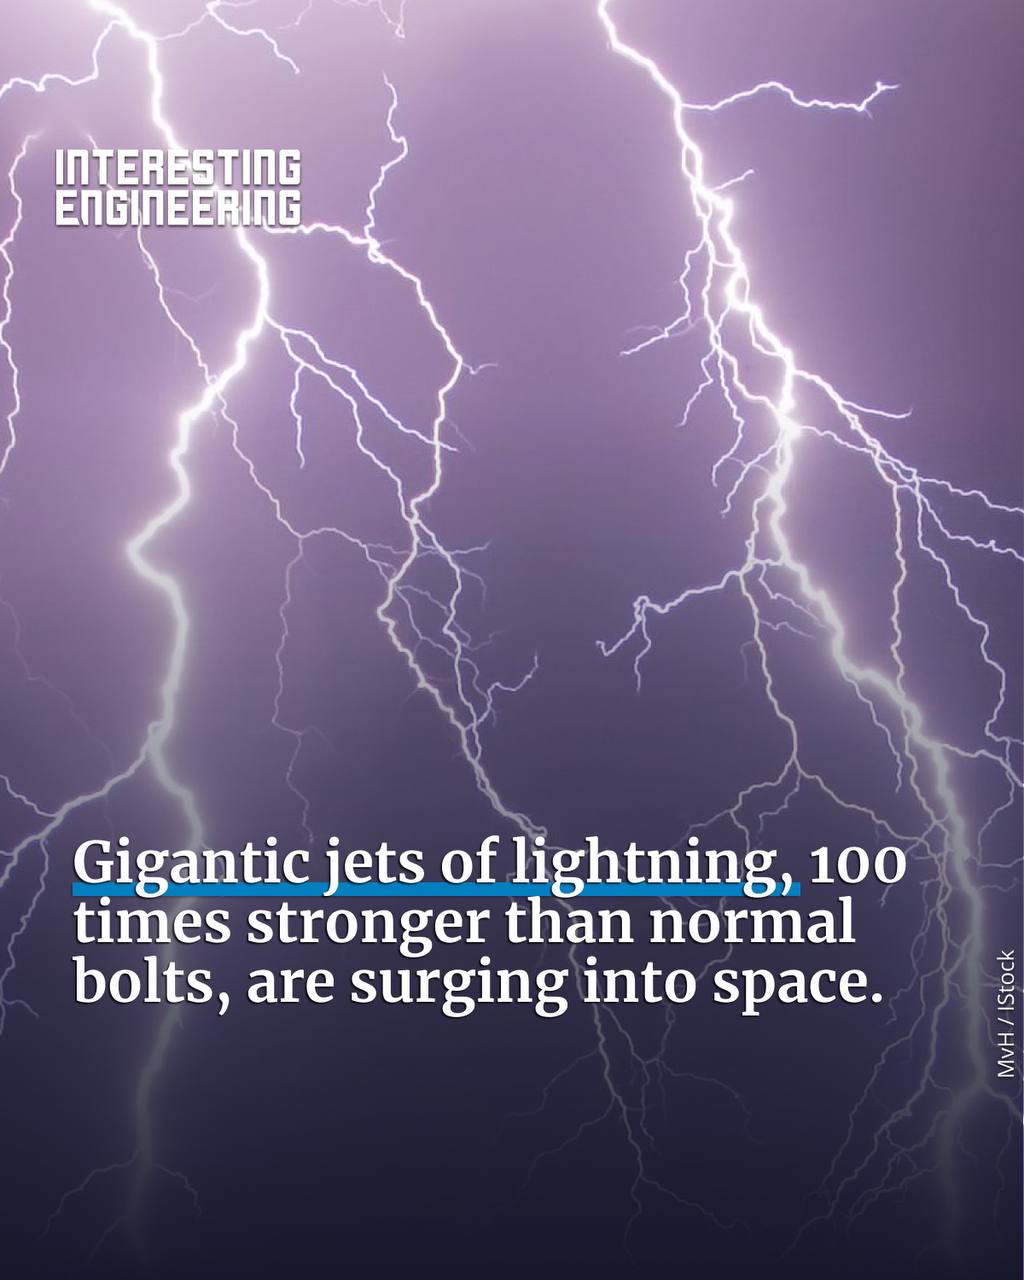 INTERESTING
ENGINEERING
Gigantic jets of lightning, 100
times stronger than normal
bolts, are surging into space.
MvH / IStock